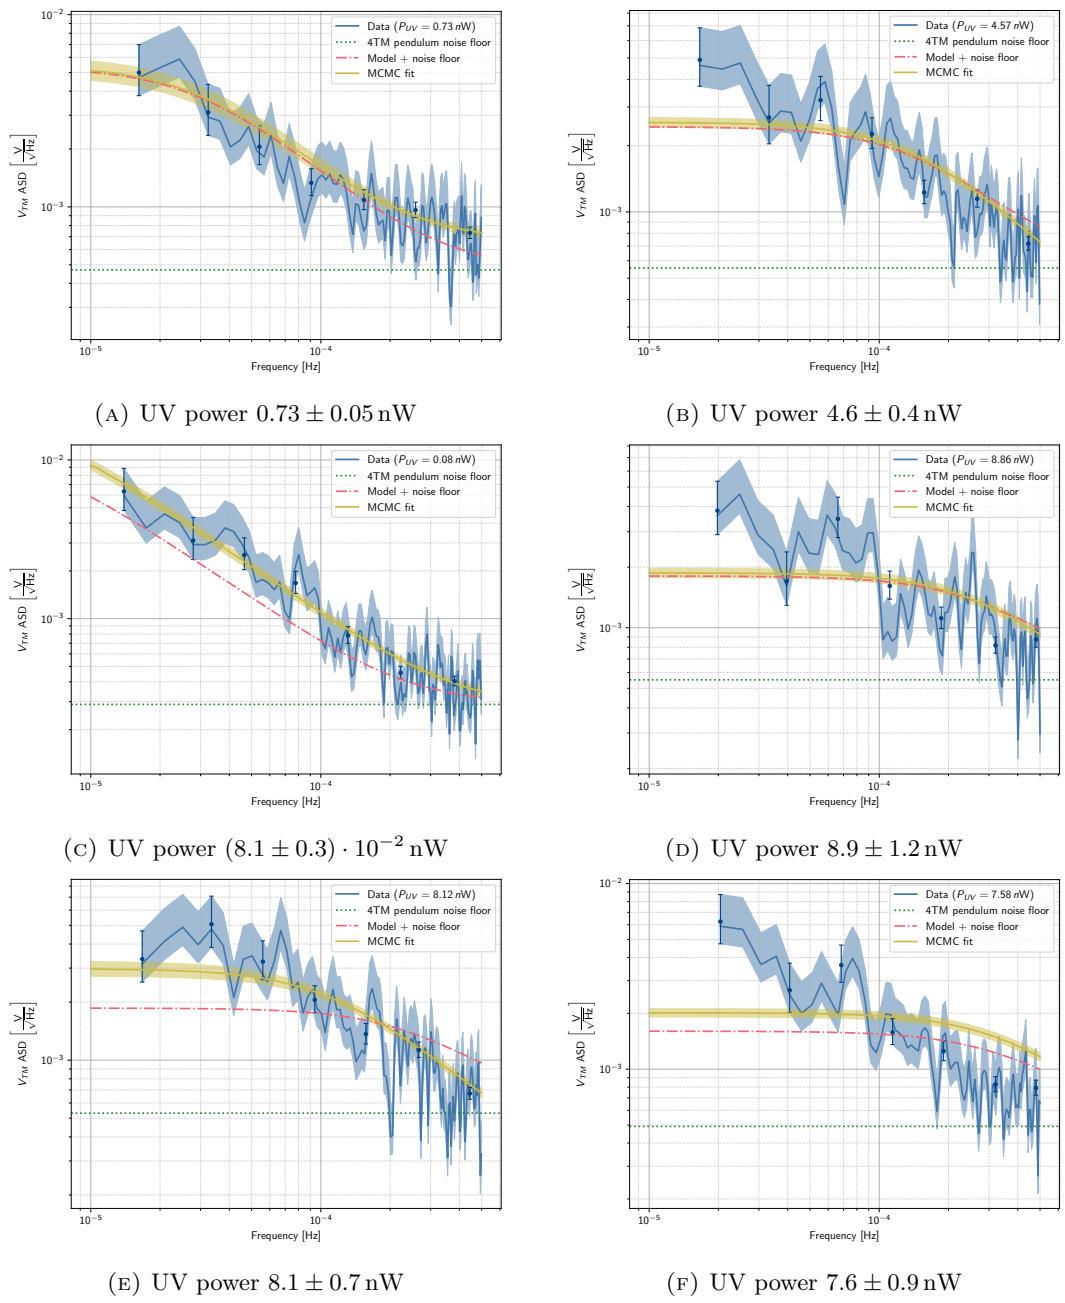 10⁻²
Data (P_UV = 0.73 nW)
4TM pendulum noise floor
Model + noise floor
MCMC fit
V_TM ASD [V/√Hz]
10⁻³
10⁻⁵ 10⁻⁴
Frequency [Hz]
(A) UV power 0.73 ± 0.05 nW
Data (P_UV = 4.57 nW)
4TM pendulum noise floor
Model + noise floor
MCMC fit
V_TM ASD [V/√Hz]
10⁻³
10⁻⁵ 10⁻⁴
Frequency [Hz]
(B) UV power 4.6 ± 0.4 nW
10⁻²
Data (P_UV = 0.08 nW)
4TM pendulum noise floor
Model + noise floor
MCMC fit
V_TM ASD [V/√Hz]
10⁻³
10⁻⁵ 10⁻⁴
Frequency [Hz]
(C) UV power (8.1 ± 0.3) · 10⁻² nW
Data (P_UV = 8.86 nW)
4TM pendulum noise floor
Model + noise floor
MCMC fit
V_TM ASD [V/√Hz]
10⁻³
10⁻⁵ 10⁻⁴
Frequency [Hz]
(D) UV power 8.9 ± 1.2 nW
Data (P_UV = 8.12 nW)
4TM pendulum noise floor
Model + noise floor
MCMC fit
V_TM ASD [V/√Hz]
10⁻³
10⁻⁵ 10⁻⁴
Frequency [Hz]
(E) UV power 8.1 ± 0.7 nW
10⁻²
Data (P_UV = 7.58 nW)
4TM pendulum noise floor
Model + noise floor
MCMC fit
V_TM ASD [V/√Hz]
10⁻³
10⁻⁵ 10⁻⁴
Frequency [Hz]
(F) UV power 7.6 ± 0.9 nW